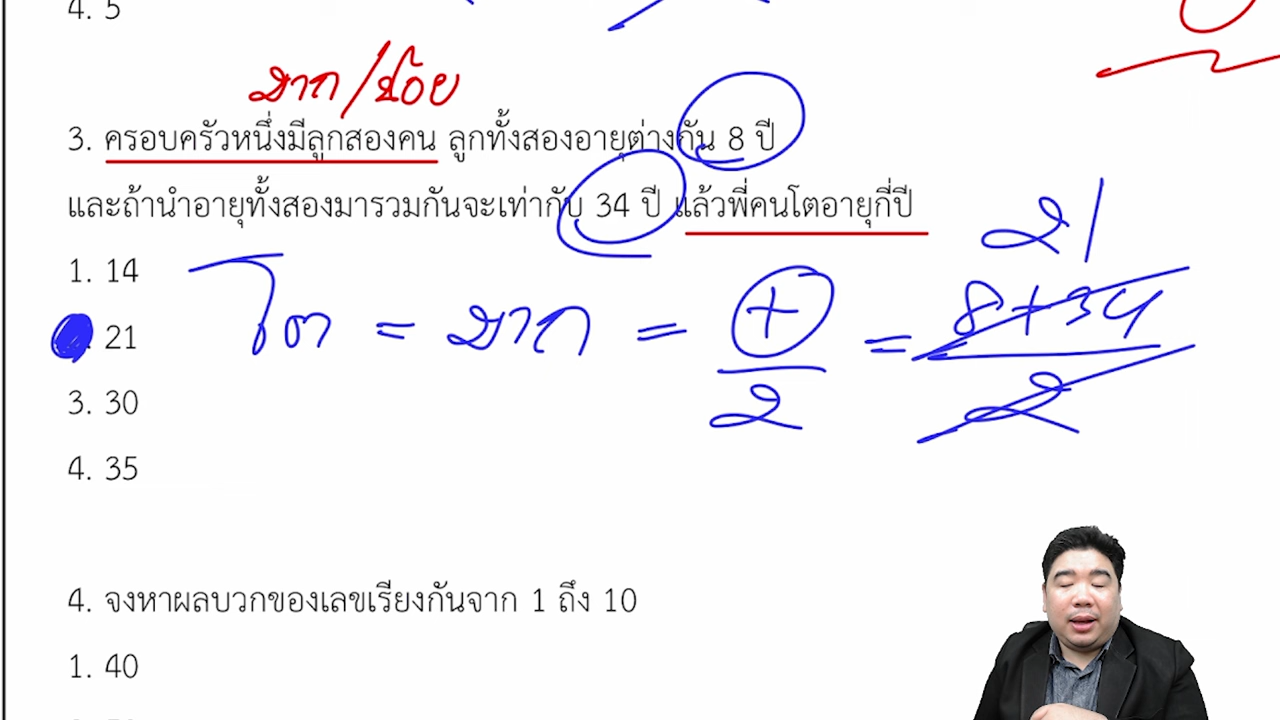 4. 5
มาก/น้อย
3. ครอบครัวหนึ่งมีลูกสองคน ลูกทั้งสองอายุต่างกัน 8 ปี
และถ้านำอายุทั้งสองมารวมกันจะเท่ากับ 34 ปี แล้วพี่คนโตอายุกี่ปี
21
1. 14
โต = มาก = +/2 = 8+34/2
21
3. 30
4. 35
4. จงหาผลบวกของเลขเรียงกันจาก 1 ถึง 10
1. 40